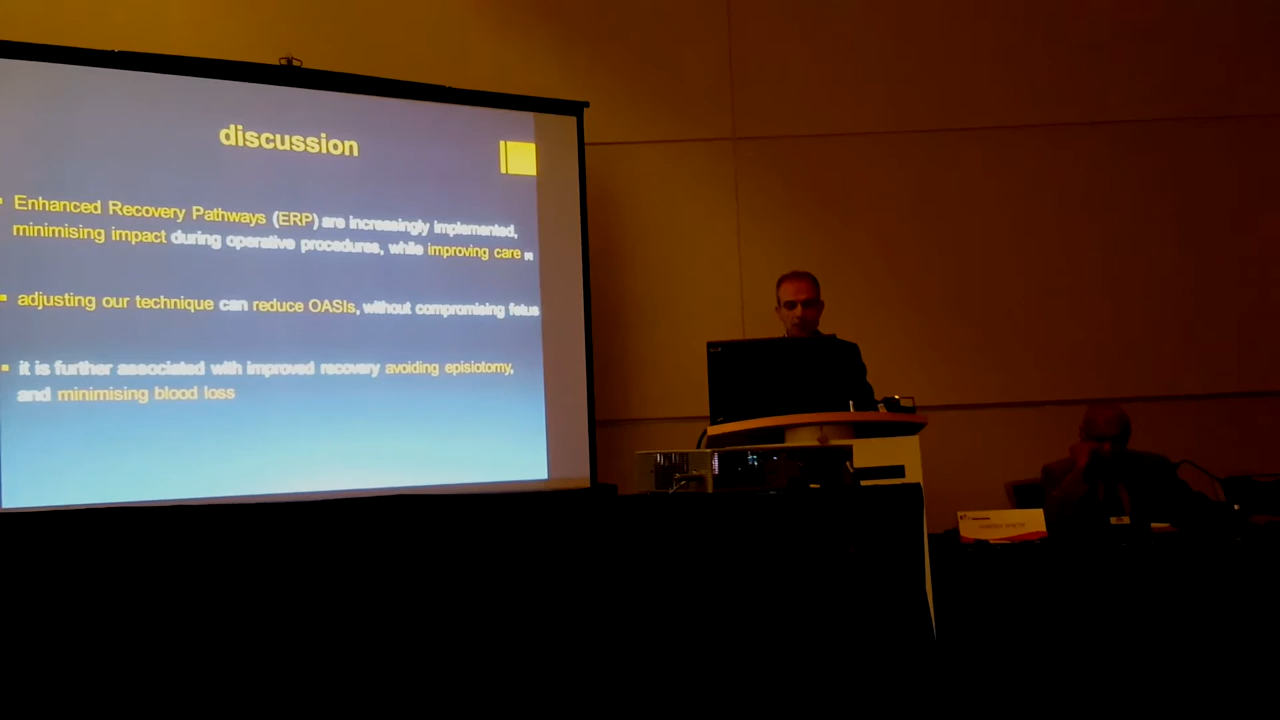 discussion
Enhanced Recovery Pathways (ERP) are increasingly implemented,
minimising impact during operative procedures, while improving care
adjusting our technique can reduce OASIs, without compromising fetus
it is further associated with improved recovery avoiding episiotomy,
and minimising blood loss